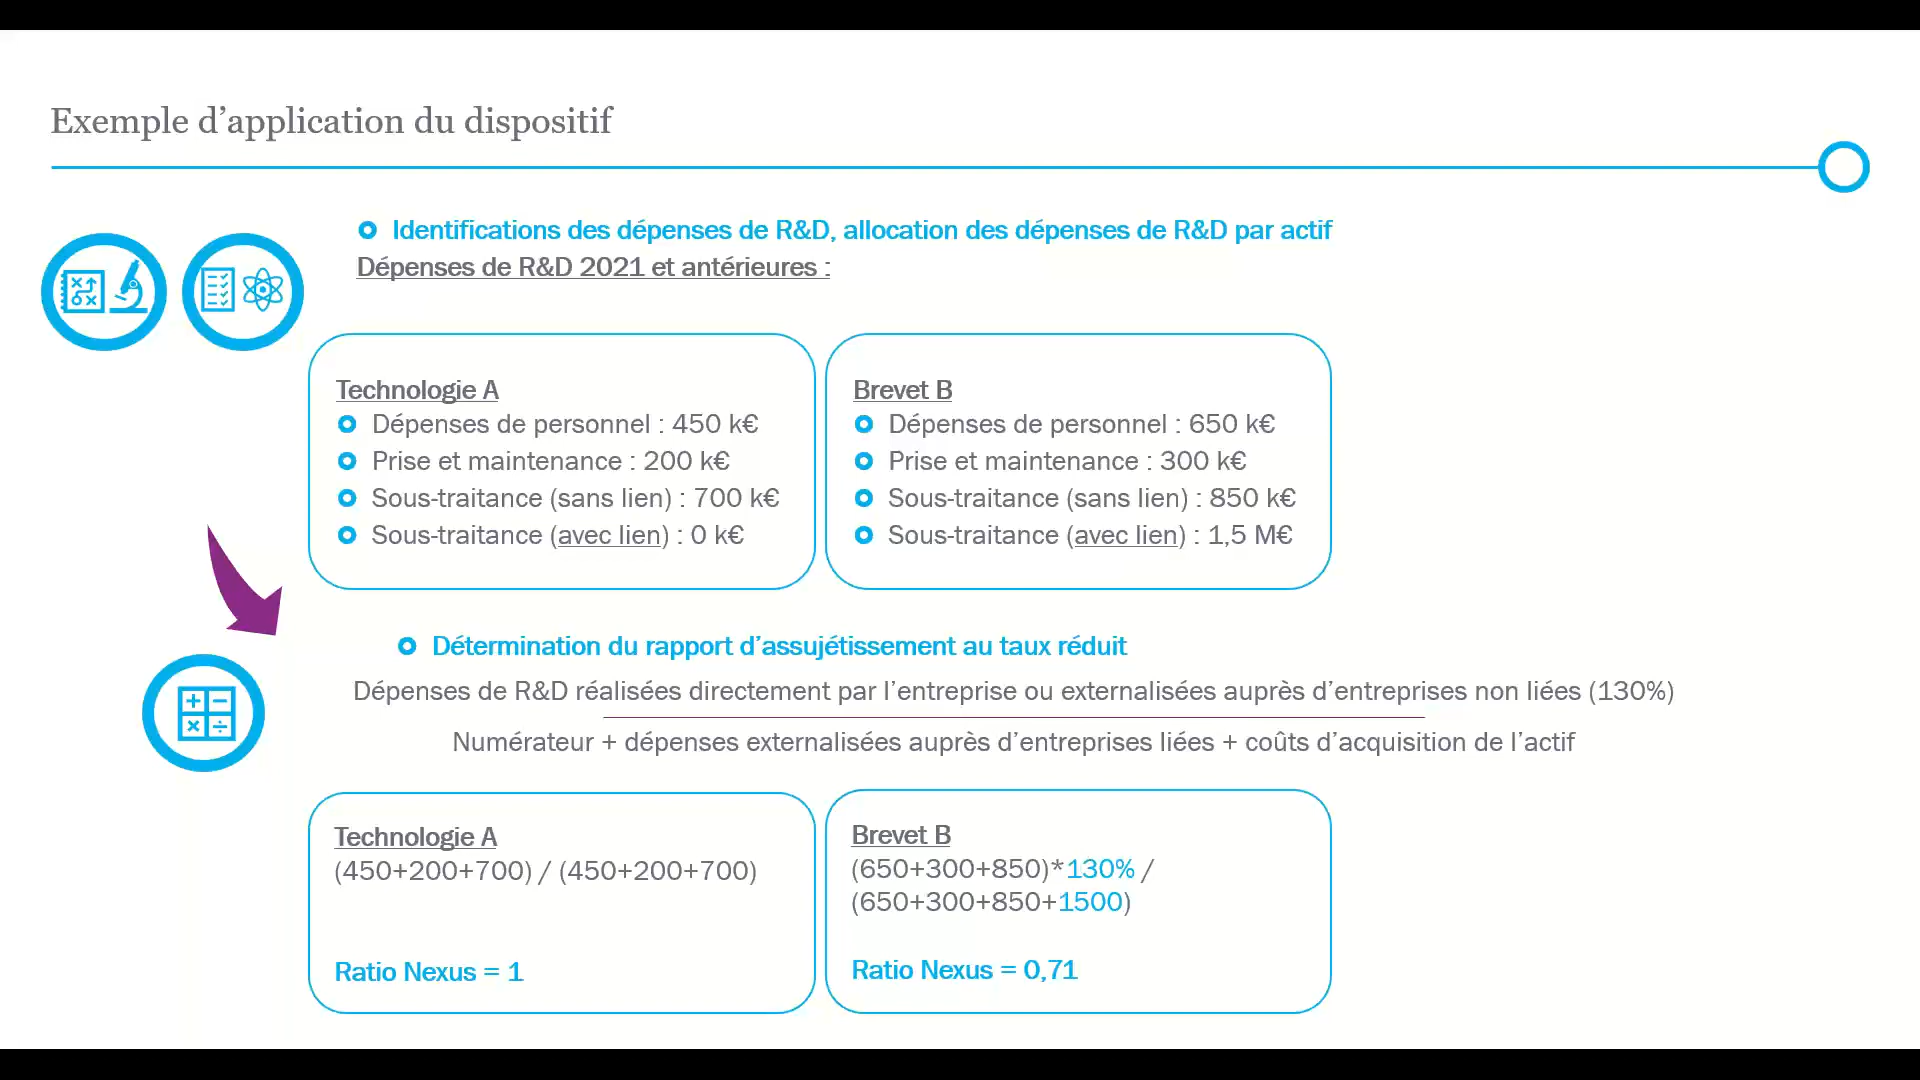 Exemple d’application du dispositif
Identifications des dépenses de R&D, allocation des dépenses de R&D par actif
Dépenses de R&D 2021 et antérieures :
Technologie A
Dépenses de personnel : 450 k€
Prise et maintenance : 200 k€
Sous-traitance (sans lien) : 700 k€
Sous-traitance (avec lien) : 0 k€
Brevet B
Dépenses de personnel : 650 k€
Prise et maintenance : 300 k€
Sous-traitance (sans lien) : 850 k€
Sous-traitance (avec lien) : 1,5 M€
Détermination du rapport d’assujétissement au taux réduit
Dépenses de R&D réalisées directement par l’entreprise ou externalisées auprès d’entreprises non liées (130%)
Numérateur + dépenses externalisées auprès d’entreprises liées + coûts d’acquisition de l’actif
Technologie A
(450+200+700) / (450+200+700)
Ratio Nexus = 1
Brevet B
(650+300+850)*130% /
(650+300+850+1500)
Ratio Nexus = 0,71